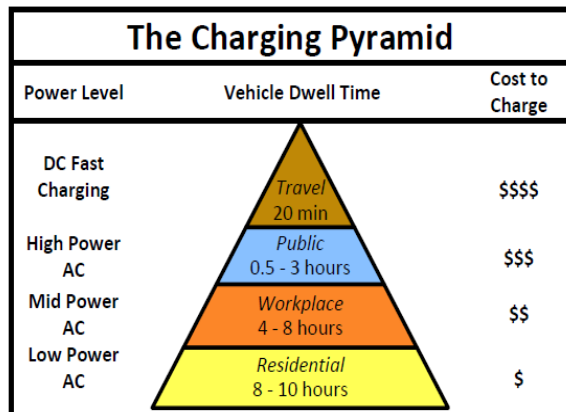 The Charging Pyramid
Power Level Vehicle Dwell Time Cost to
Charge
DC Fast
Charging
Travel
20 min
$$$$
High Power
AC
Public
0.5 - 3 hours
$$$
Mid Power
AC
Workplace
4 - 8 hours
$$
Low Power
AC
Residential
8 - 10 hours
$